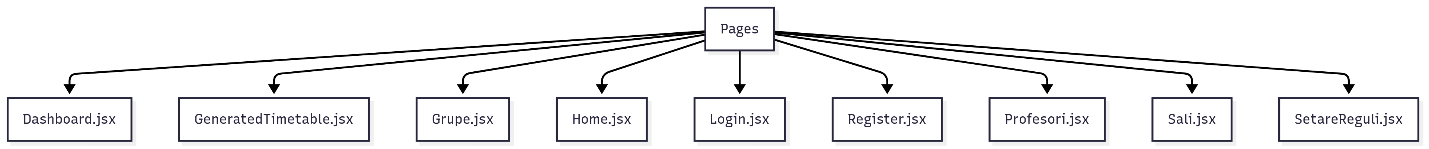 Pages
Dashboard.jsx
GeneratedTimetable.jsx
Grupe.jsx
Home.jsx
Login.jsx
Register.jsx
Profesori.jsx
Sali.jsx
SetareReguli.jsx